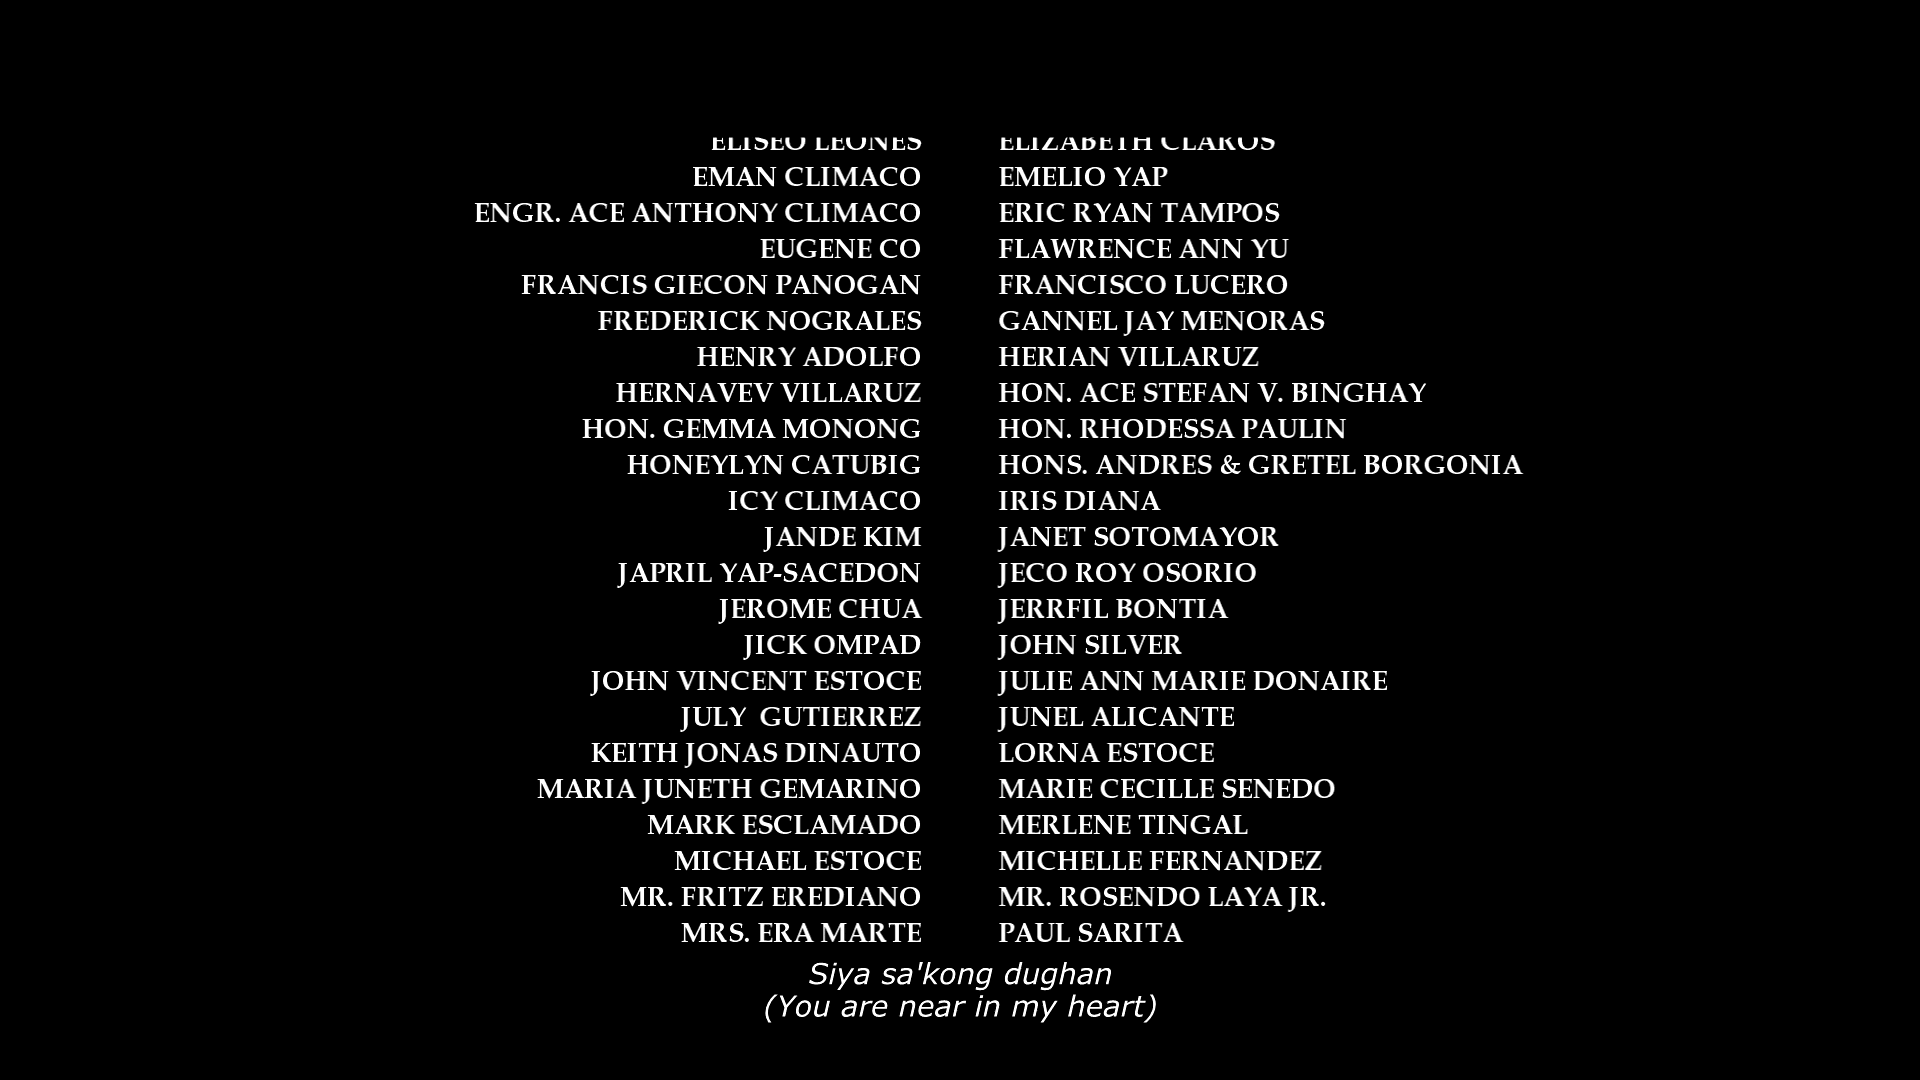 ELISEO LEONES ELIZABETH CLAROS
EMAN CLIMACO EMELIO YAP
ENGR. ACE ANTHONY CLIMACO ERIC RYAN TAMPOS
EUGENE CO FLAWRENCE ANN YU
FRANCIS GIECON PANOGAN FRANCISCO LUCERO
FREDERICK NOGRALES GANNEL JAY MENORAS
HENRY ADOLFO HERIAN VILLARUZ
HERNAVEV VILLARUZ HON. ACE STEFAN V. BINGHAY
HON. GEMMA MONONG HON. RHODESSA PAULIN
HONEYLYN CATUBIG HONS. ANDRES & GRETEL BORGONIA
ICY CLIMACO IRIS DIANA
JANDE KIM JANET SOTOMAYOR
JAPRIL YAP-SACEDON JECO ROY OSORIO
JEROME CHUA JERRFIL BONTIA
JICK OMPAD JOHN SILVER
JOHN VINCENT ESTOCE JULIE ANN MARIE DONAIRE
JULY  GUTIERREZ JUNEL ALICANTE
KEITH JONAS DINAUTO LORNA ESTOCE
MARIA JUNETH GEMARINO MARIE CECILLE SENEDO
MARK ESCLAMADO MERLENE TINGAL
MICHAEL ESTOCE MICHELLE FERNANDEZ
MR. FRITZ EREDIANO MR. ROSENDO LAYA JR.
MRS. ERA MARTE PAUL SARITA
Siya sa'kong dughan
(You are near in my heart)